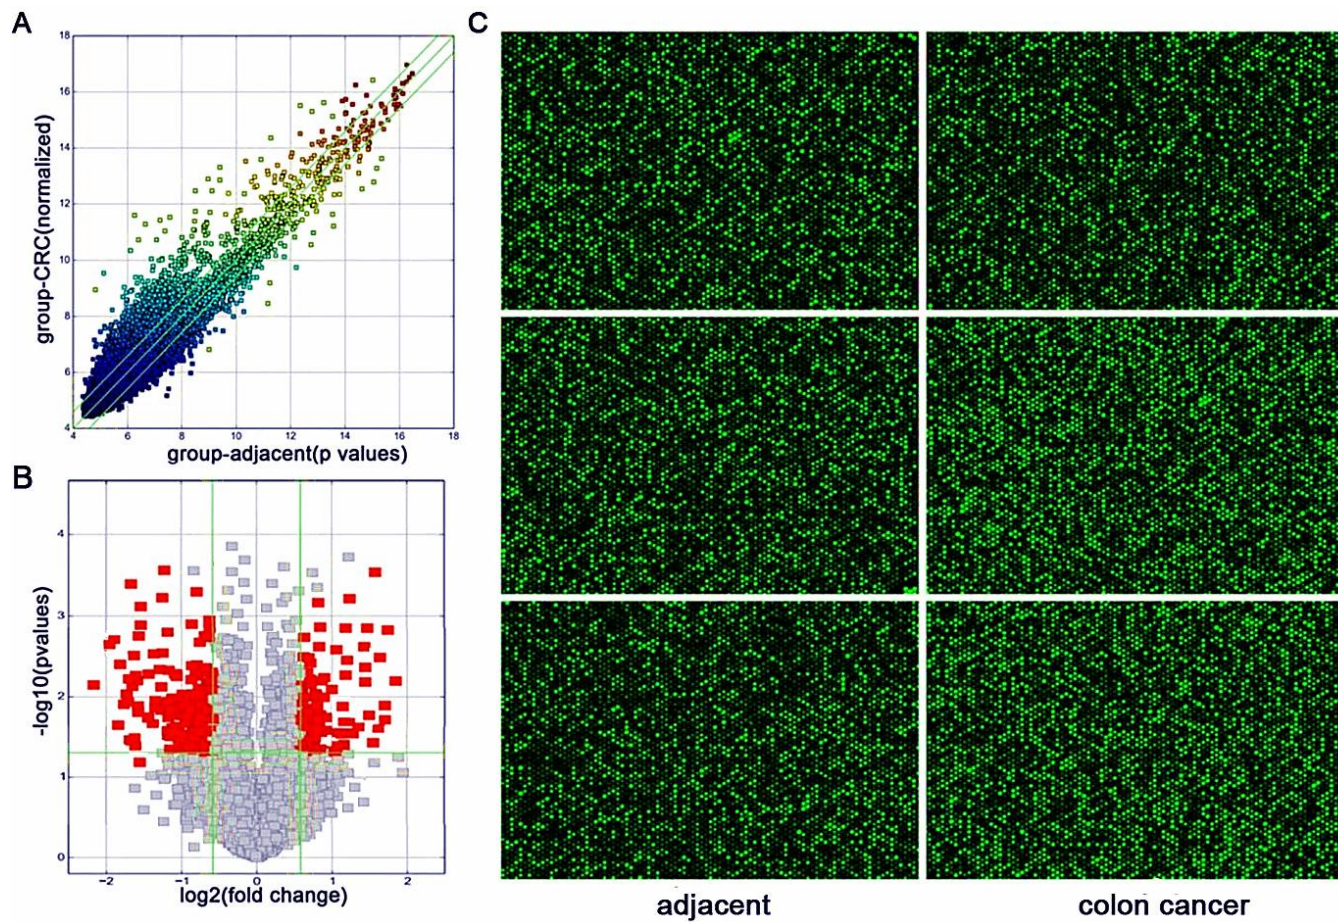 A
18
16
14
12
10
8
6
4
4
6
8
10
12
14
16
18
group-CRC(normalized)
group-adjacent(p values)
B
4
3
2
1
0
-log10(pvalues)
−2
−1
0
1
2
log2(fold change)
C
adjacent
colon cancer